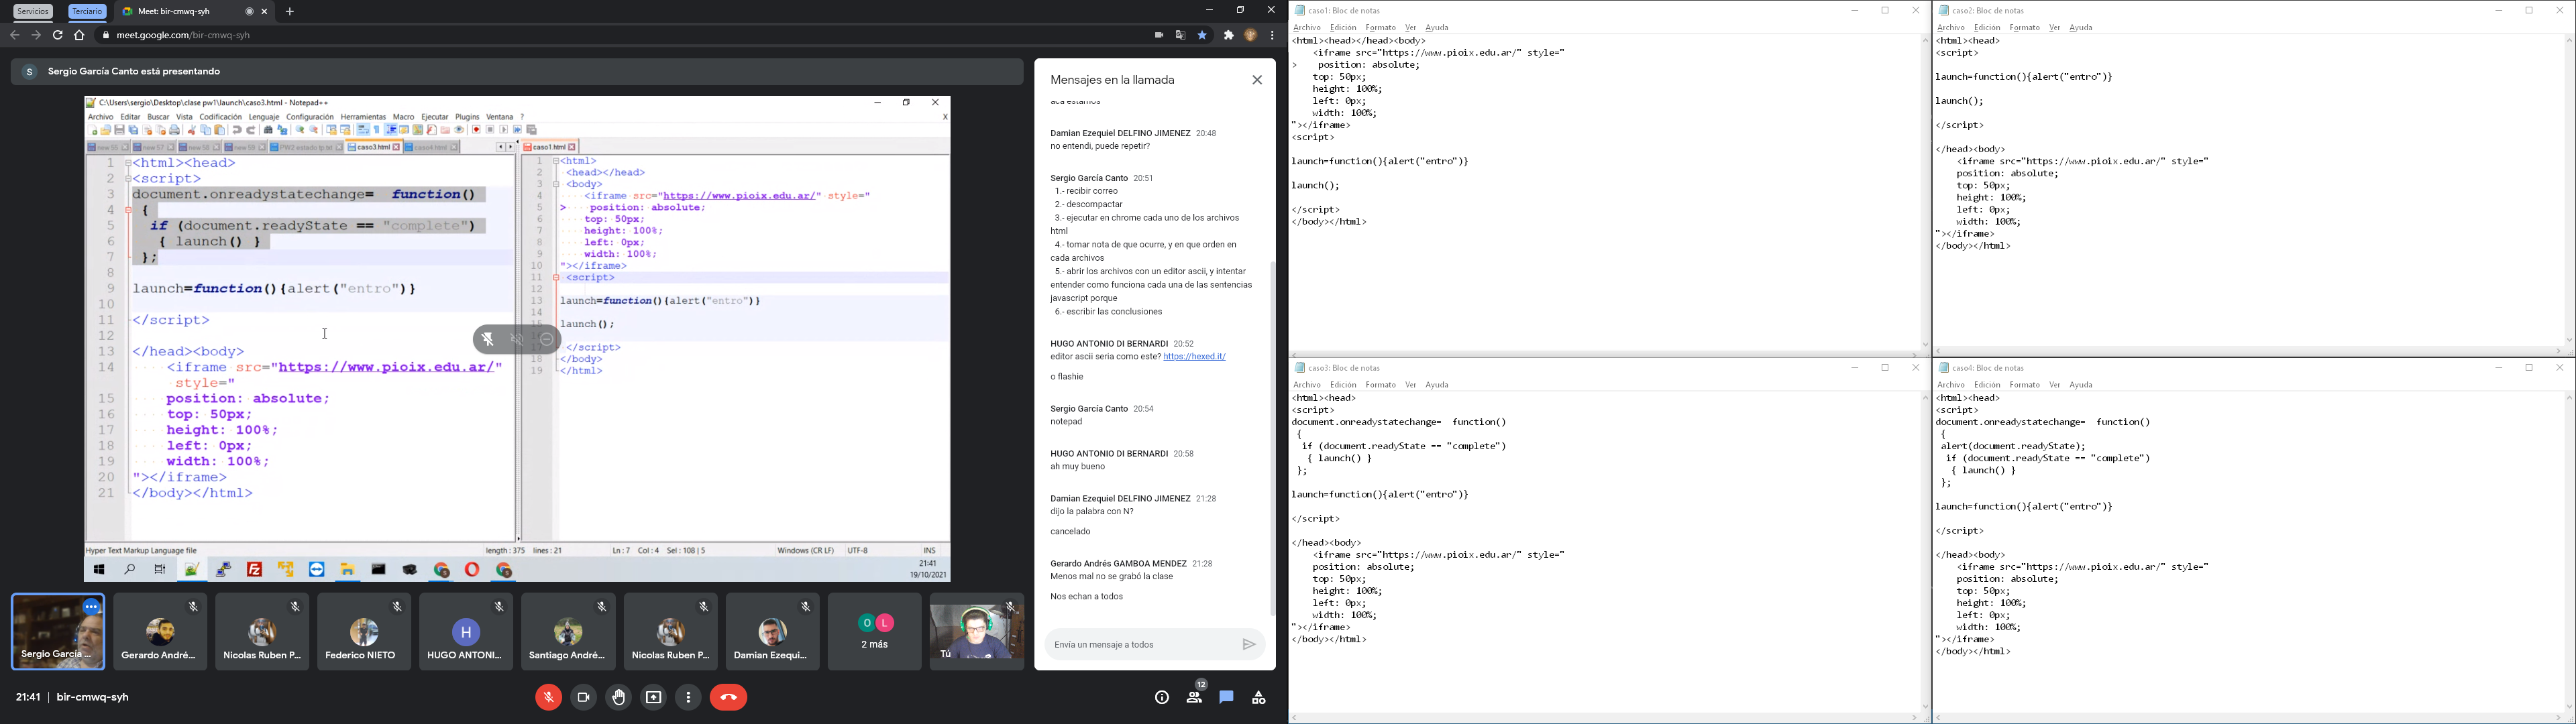 Servicios
Terciario
Meet: bir-cmwq-syh
meet.google.com/bir-cmwq-syh
S
Sergio García Canto está presentando
C:\Users\sergio\Desktop\clase pw1\launch\caso3.html - Notepad++
Archivo Editar Buscar Vista Codificación Lenguaje Configuración Herramientas Macro Ejecutar Plugins Ventana ?
X
new 57
new 58
new 59
PW2 estado tp.txt
caso3.html
caso4.html
1 <html><head>
2 <script>
3 document.onreadystatechange=  function()
4  {
5   if (document.readyState == "complete")
6    { launch() }
7  };
8
9 launch=function(){alert("entro")}
10
11 </script>
12
13 </head><body>
14     <iframe src="https://www.pioix.edu.ar/"
style="
15     position: absolute;
16     top: 50px;
17     height: 100%;
18     left: 0px;
19     width: 100%;
20 "></iframe>
21 </body></html>
caso1.html
1 <html>
2 <head></head>
3 <body>
4     <iframe src="https://www.pioix.edu.ar/" style="
5 >    position: absolute;
6     top: 50px;
7     height: 100%;
8     left: 0px;
9     width: 100%;
10 "></iframe>
11 <script>
12
13 launch=function(){alert("entro")}
14
15 launch();
17 </script>
18 </body>
19 </html>
Hyper Text Markup Language file
length : 375 lines : 21
Ln : 7 Col : 4 Sel : 108 | 5
Windows (CR LF)
UTF-8
INS
21:41
19/10/2021
Sergio García ...
Gerardo André...
Nicolas Ruben P...
Federico NIETO
H
HUGO ANTONI...
Santiago André...
Nicolas Ruben P...
Damian Ezequi...
O
L
2 más
Tú
21:41 | bir-cmwq-syh
12
Mensajes en la llamada
aca estamos
Damian Ezequiel DELFINO JIMENEZ 20:48
no entendi, puede repetir?
Sergio García Canto 20:51
1.- recibir correo
2.- descompactar
3.- ejecutar en chrome cada uno de los archivos
html
4.- tomar nota de que ocurre, y en que orden en
cada archivos
5.- abrir los archivos con un editor ascii, y intentar
entender como funciona cada una de las sentencias
javascript porque
6.- escribir las conclusiones
HUGO ANTONIO DI BERNARDI 20:52
editor ascii seria como este? https://hexed.it/
o flashie
Sergio García Canto 20:54
notepad
HUGO ANTONIO DI BERNARDI 20:58
ah muy bueno
Damian Ezequiel DELFINO JIMENEZ 21:28
dijo la palabra con N?
cancelado
Gerardo Andrés GAMBOA MENDEZ 21:28
Menos mal no se grabó la clase
Nos echan a todos
Envía un mensaje a todos
caso1: Bloc de notas
Archivo Edición Formato Ver Ayuda
<html><head></head><body>
    <iframe src="https://www.pioix.edu.ar/" style="
>    position: absolute;
    top: 50px;
    height: 100%;
    left: 0px;
    width: 100%;
"></iframe>
<script>
launch=function(){alert("entro")}
launch();
</script>
</body></html>
caso2: Bloc de notas
Archivo Edición Formato Ver Ayuda
<html><head>
<script>
launch=function(){alert("entro")}
launch();
</script>
</head><body>
    <iframe src="https://www.pioix.edu.ar/" style="
    position: absolute;
    top: 50px;
    height: 100%;
    left: 0px;
    width: 100%;
"></iframe>
</body></html>
caso3: Bloc de notas
Archivo Edición Formato Ver Ayuda
<html><head>
<script>
document.onreadystatechange=  function()
 {
  if (document.readyState == "complete")
   { launch() }
 };
launch=function(){alert("entro")}
</script>
</head><body>
    <iframe src="https://www.pioix.edu.ar/" style="
    position: absolute;
    top: 50px;
    height: 100%;
    left: 0px;
    width: 100%;
"></iframe>
</body></html>
caso4: Bloc de notas
Archivo Edición Formato Ver Ayuda
<html><head>
<script>
document.onreadystatechange=  function()
 {
 alert(document.readyState);
  if (document.readyState == "complete")
   { launch() }
 };
launch=function(){alert("entro")}
</script>
</head><body>
    <iframe src="https://www.pioix.edu.ar/" style="
    position: absolute;
    top: 50px;
    height: 100%;
    left: 0px;
    width: 100%;
"></iframe>
</body></html>